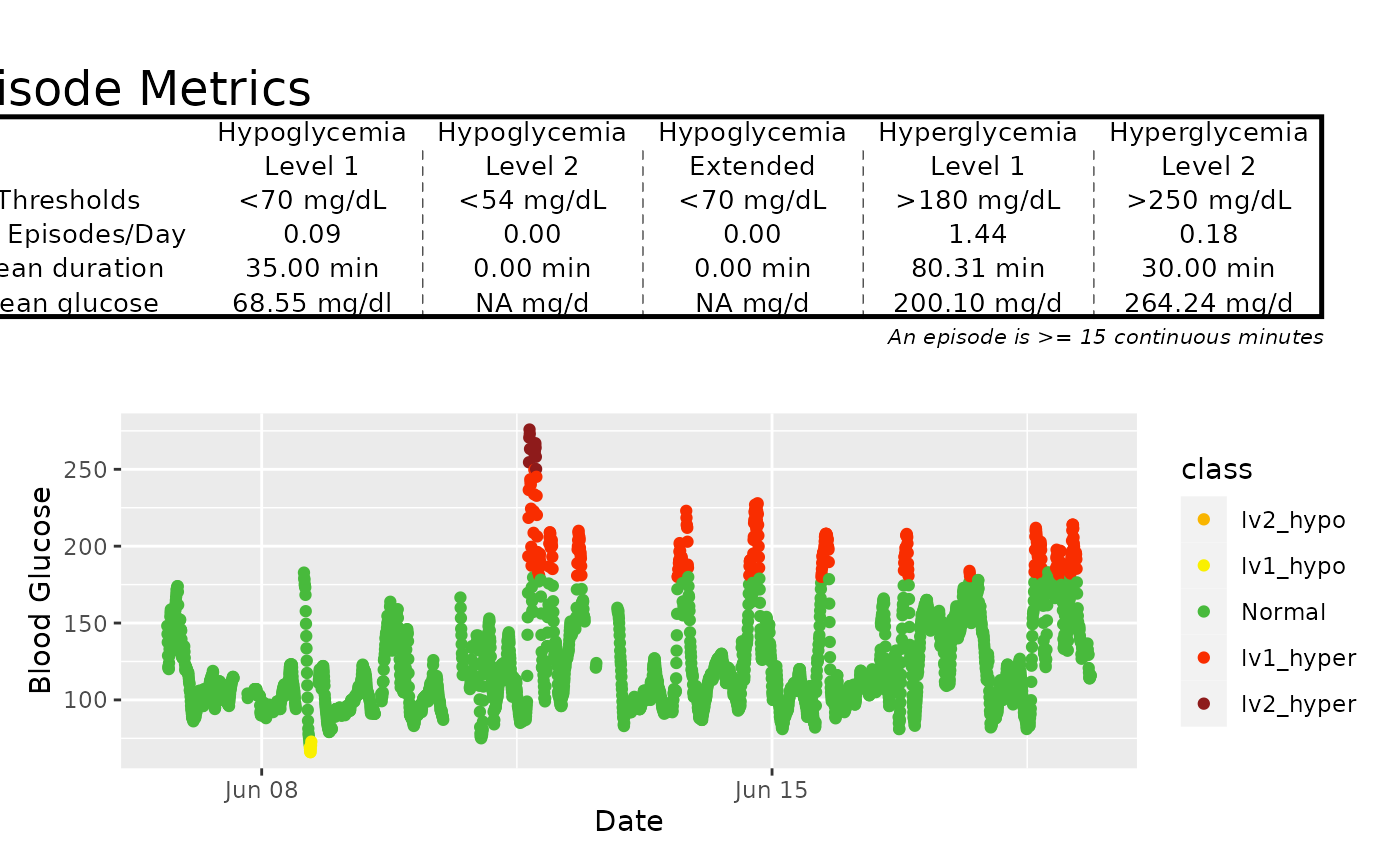 isode Metrics
Hypoglycemia Hypoglycemia Hypoglycemia Hyperglycemia Hyperglycemia
Level 1 Level 2 Extended Level 1 Level 2
Thresholds <70 mg/dL <54 mg/dL <70 mg/dL >180 mg/dL >250 mg/dL
Episodes/Day 0.09 0.00 0.00 1.44 0.18
ean duration 35.00 min 0.00 min 0.00 min 80.31 min 30.00 min
ean glucose 68.55 mg/dl NA mg/d NA mg/d 200.10 mg/d 264.24 mg/d
An episode is >= 15 continuous minutes
Blood Glucose
250
200
150
100
Jun 08 Jun 15
Date
class
lv2_hypo
lv1_hypo
Normal
lv1_hyper
lv2_hyper